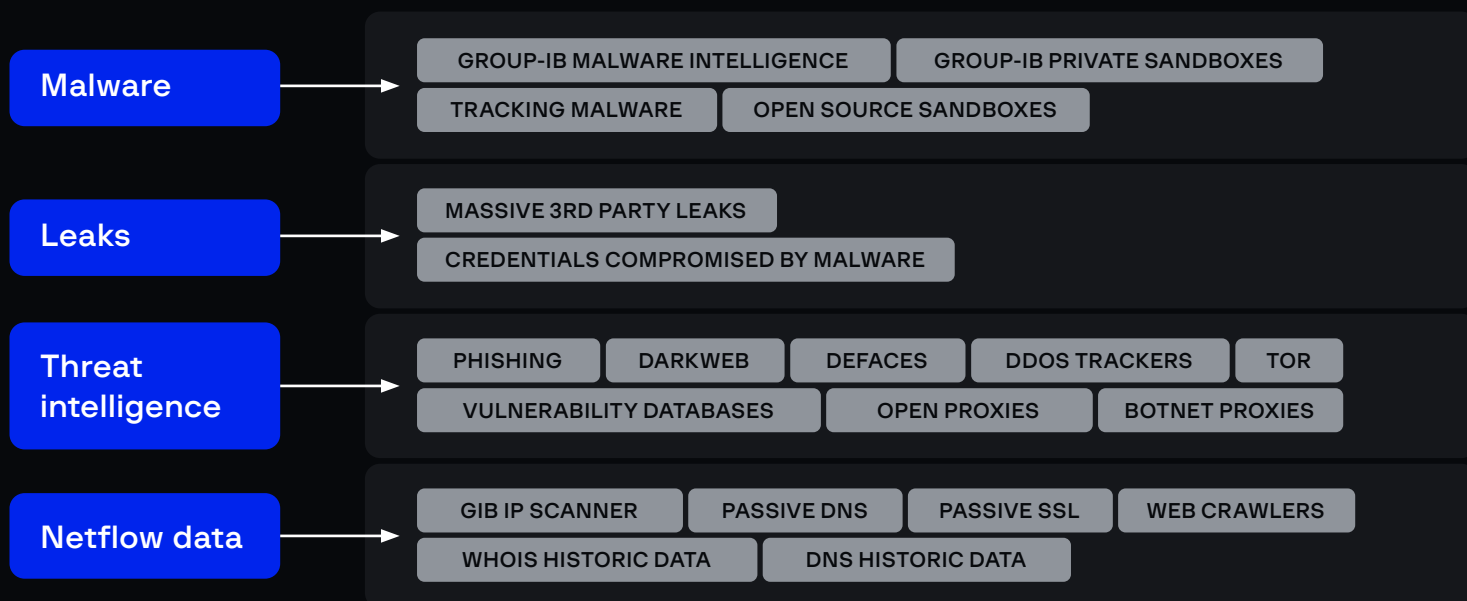 Malware
GROUP-IB MALWARE INTELLIGENCE
GROUP-IB PRIVATE SANDBOXES
TRACKING MALWARE
OPEN SOURCE SANDBOXES
Leaks
MASSIVE 3RD PARTY LEAKS
CREDENTIALS COMPROMISED BY MALWARE
Threat
intelligence
PHISHING
DARKWEB
DEFACES
DDOS TRACKERS
TOR
VULNERABILITY DATABASES
OPEN PROXIES
BOTNET PROXIES
Netflow data
GIB IP SCANNER
PASSIVE DNS
PASSIVE SSL
WEB CRAWLERS
WHOIS HISTORIC DATA
DNS HISTORIC DATA